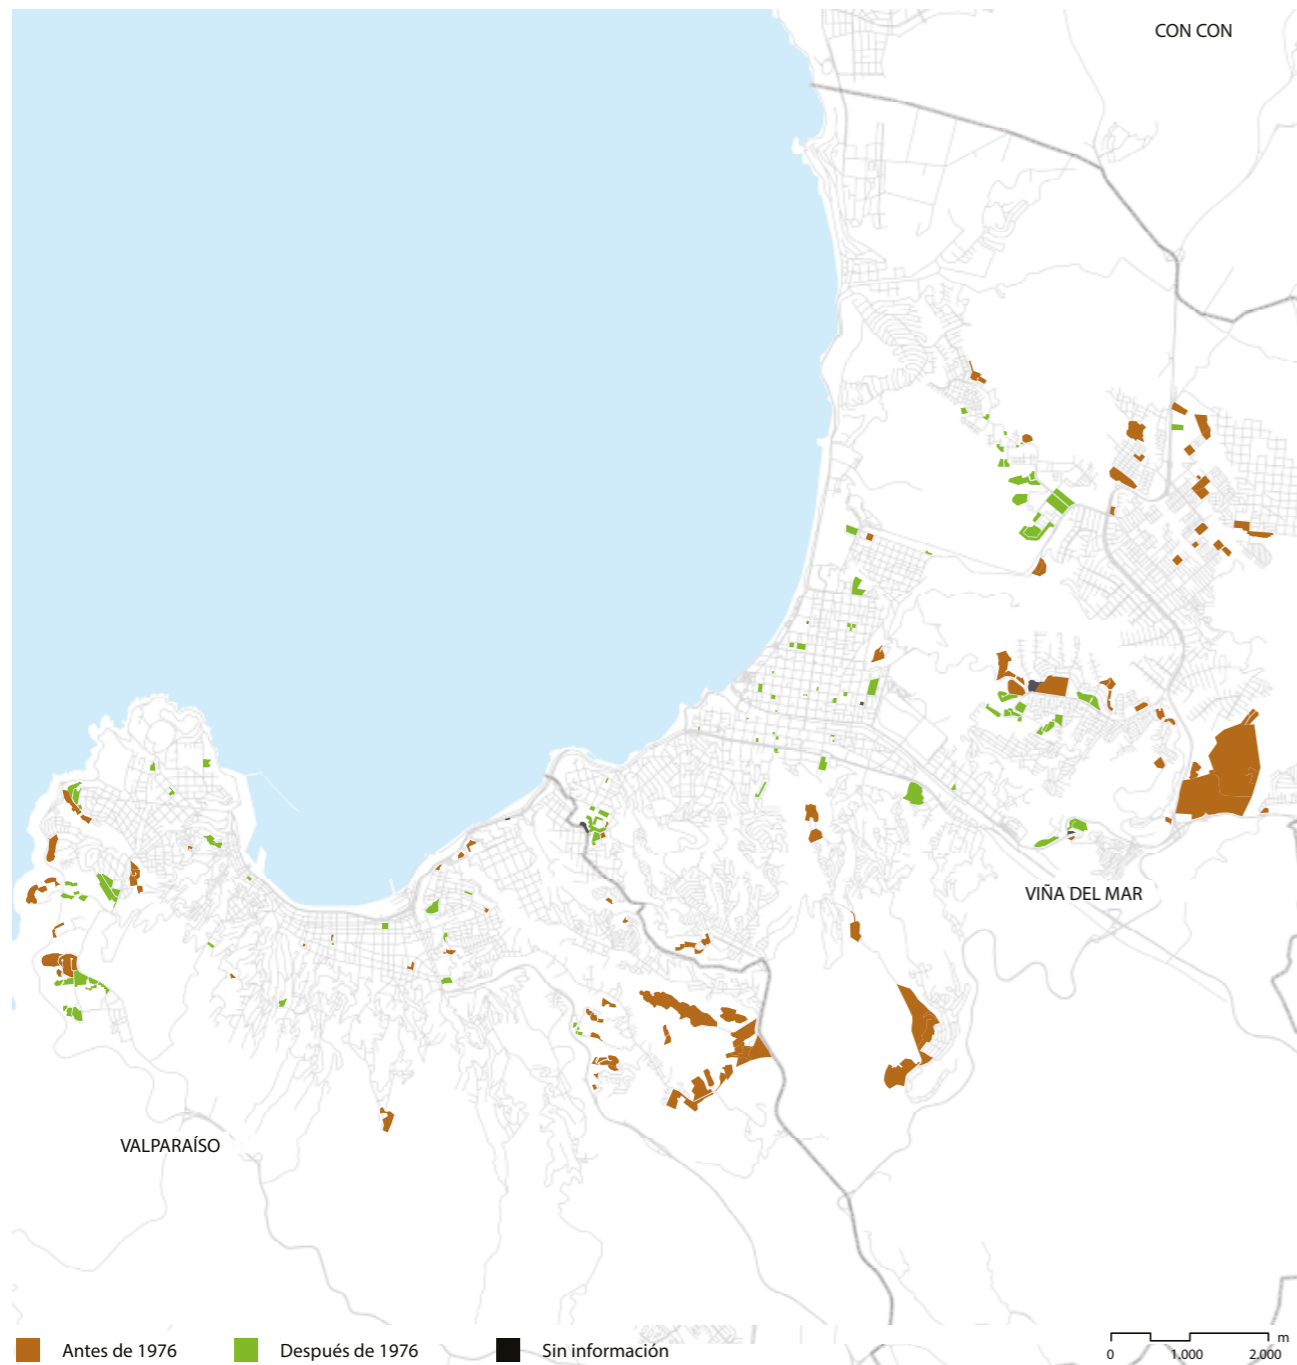 CON CON
VIÑA DEL MAR
VALPARAÍSO
Antes de 1976 Después de 1976 Sin información
m
0 1.000 2.000